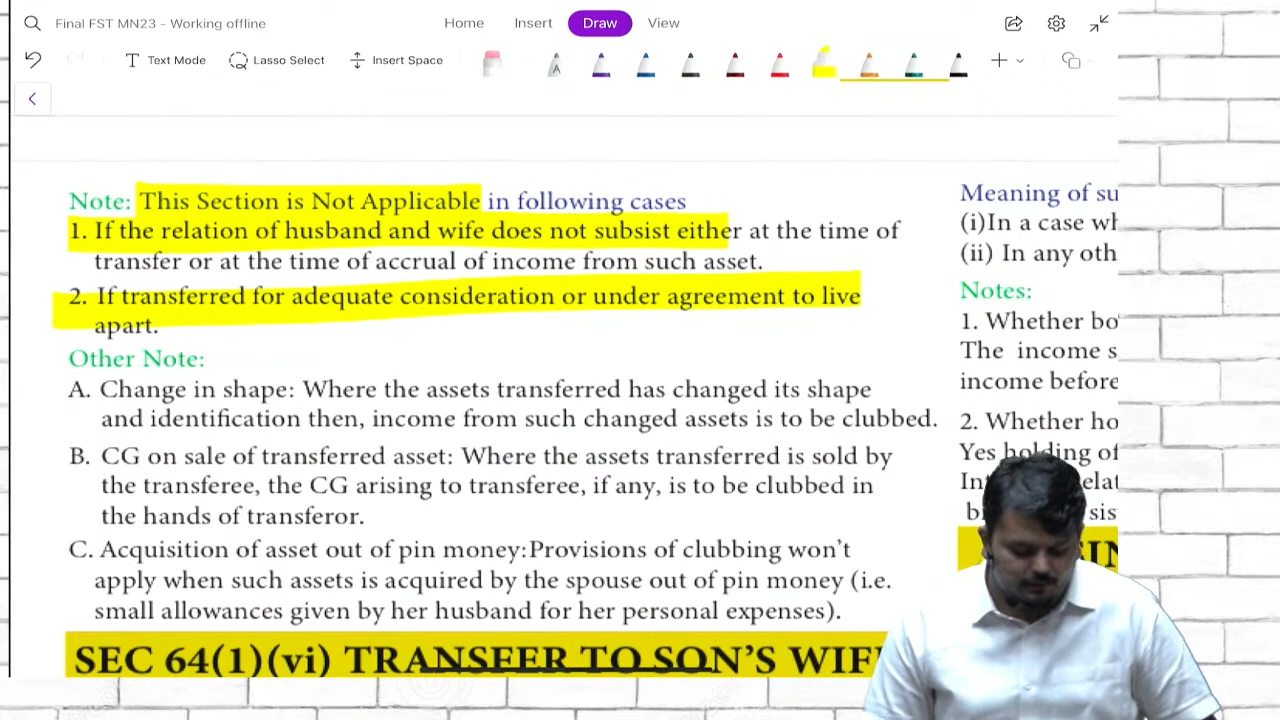 Final FST MN23 - Working offline
Home Insert Draw View
Text Mode Lasso Select Insert Space
A
Note: This Section is Not Applicable in following cases
1. If the relation of husband and wife does not subsist either at the time of
transfer or at the time of accrual of income from such asset.
2. If transferred for adequate consideration or under agreement to live
apart.
Other Note:
A. Change in shape: Where the assets transferred has changed its shape
and identification then, income from such changed assets is to be clubbed.
B. CG on sale of transferred asset: Where the assets transferred is sold by
the transferee, the CG arising to transferee, if any, is to be clubbed in
the hands of transferor.
C. Acquisition of asset out of pin money:Provisions of clubbing won't
apply when such assets is acquired by the spouse out of pin money (i.e.
small allowances given by her husband for her personal expenses).
SEC 64(1)(vi) TRANSFER TO SON'S WIF
Meaning of su
(i)In a case wh
(ii) In any oth
Notes:
1. Whether bo
The income s
income before
2. Whether ho
Yes holding of